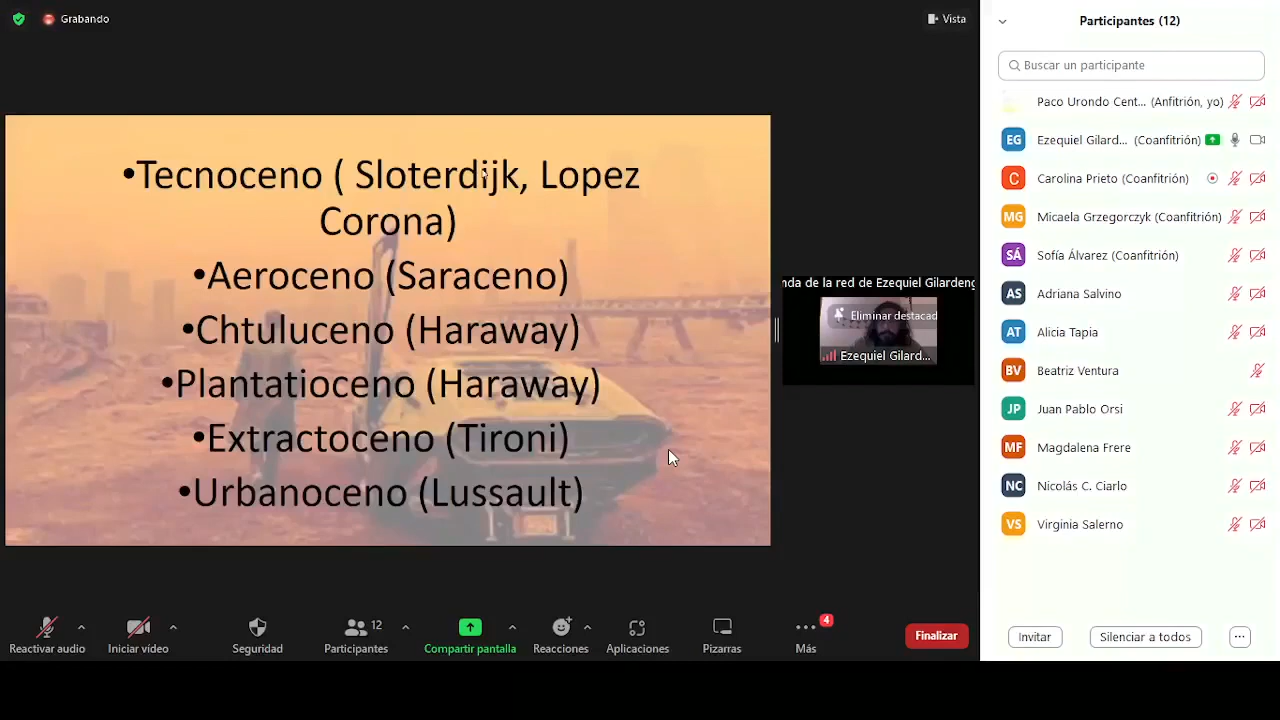 Grabando
Vista
Participantes (12)
Buscar un participante
•Tecnoceno ( Sloterdijk, Lopez
Corona)
•Aeroceno (Saraceno)
•Chtuluceno (Haraway)
•Plantatioceno (Haraway)
•Extractoceno (Tironi)
•Urbanoceno (Lussault)
nda de la red de Ezequiel Gilardeng
Eliminar destacad
Ezequiel Gilard...
Paco Urondo Cent... (Anfitrión, yo)
EG Ezequiel Gilard... (Coanfitrión)
C Carolina Prieto (Coanfitrión)
MG Micaela Grzegorczyk (Coanfitrión)
SÁ Sofía Álvarez (Coanfitrión)
AS Adriana Salvino
AT Alicia Tapia
BV Beatriz Ventura
JP Juan Pablo Orsi
MF Magdalena Frere
NC Nicolás C. Ciarlo
VS Virginia Salerno
Reactivar audio
Iniciar vídeo
Seguridad
12
Participantes
Compartir pantalla
Reacciones
Aplicaciones
Pizarras
4
Más
Finalizar
Invitar
Silenciar a todos